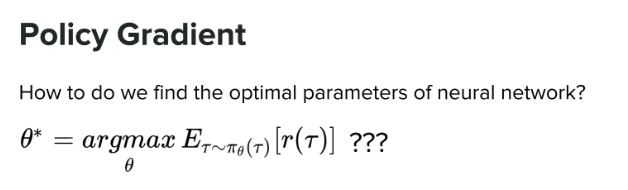 Policy Gradient
How to do we find the optimal parameters of neural network?
θ* = argmax E_{τ∼π_θ(τ)}[r(τ)] ???
θ